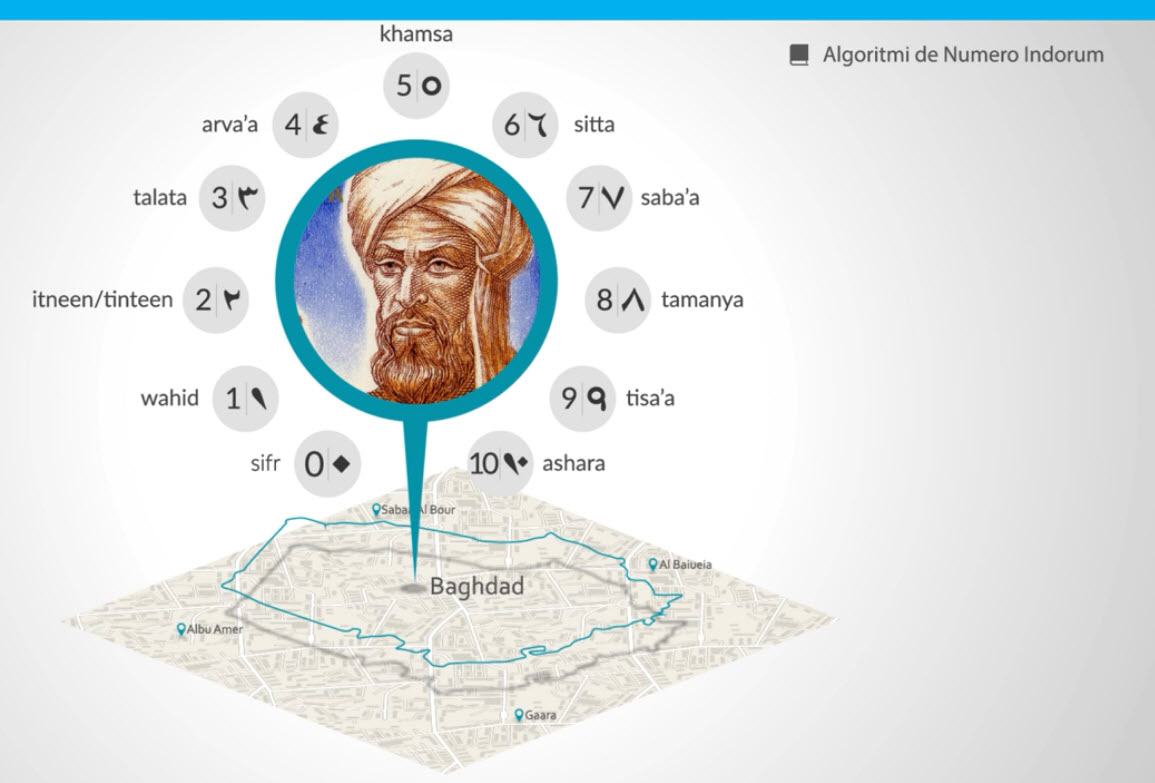 khamsa
Algoritmi de Numero Indorum
5 ٥
arva'a 4 ٤
6 ٦ sitta
talata 3 ٣
7 ٧ saba'a
itneen/tinteen 2 ٢
8 ٨ tamanya
wahid 1 ١
9 ٩ tisa'a
sifr 0 ٠
10 ١٠ ashara
Al Bour
Al Baiueia
Baghdad
Albu Amer
Gaara